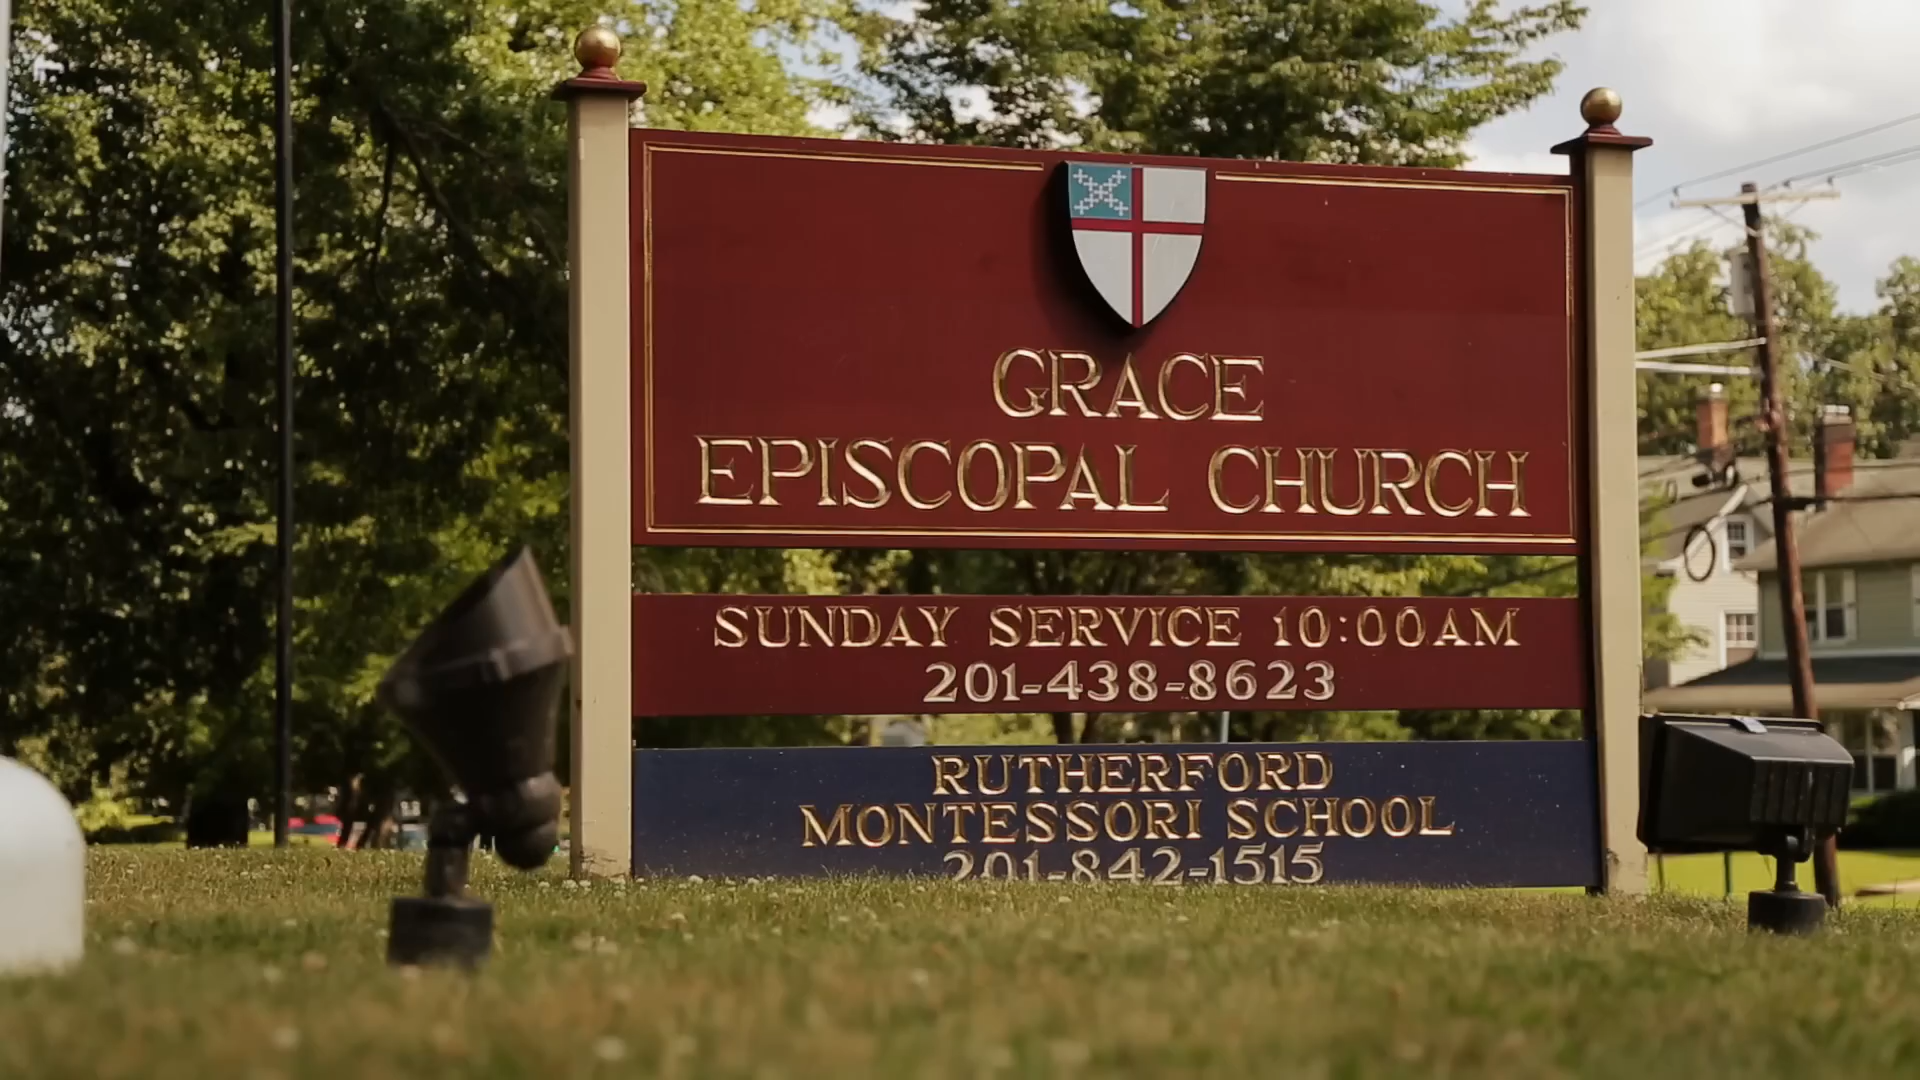 GRACE
EPISCOPAL CHURCH
SUNDAY SERVICE 10:00AM
201-438-8623
RUTHERFORD
MONTESSORI SCHOOL
201-842-1515